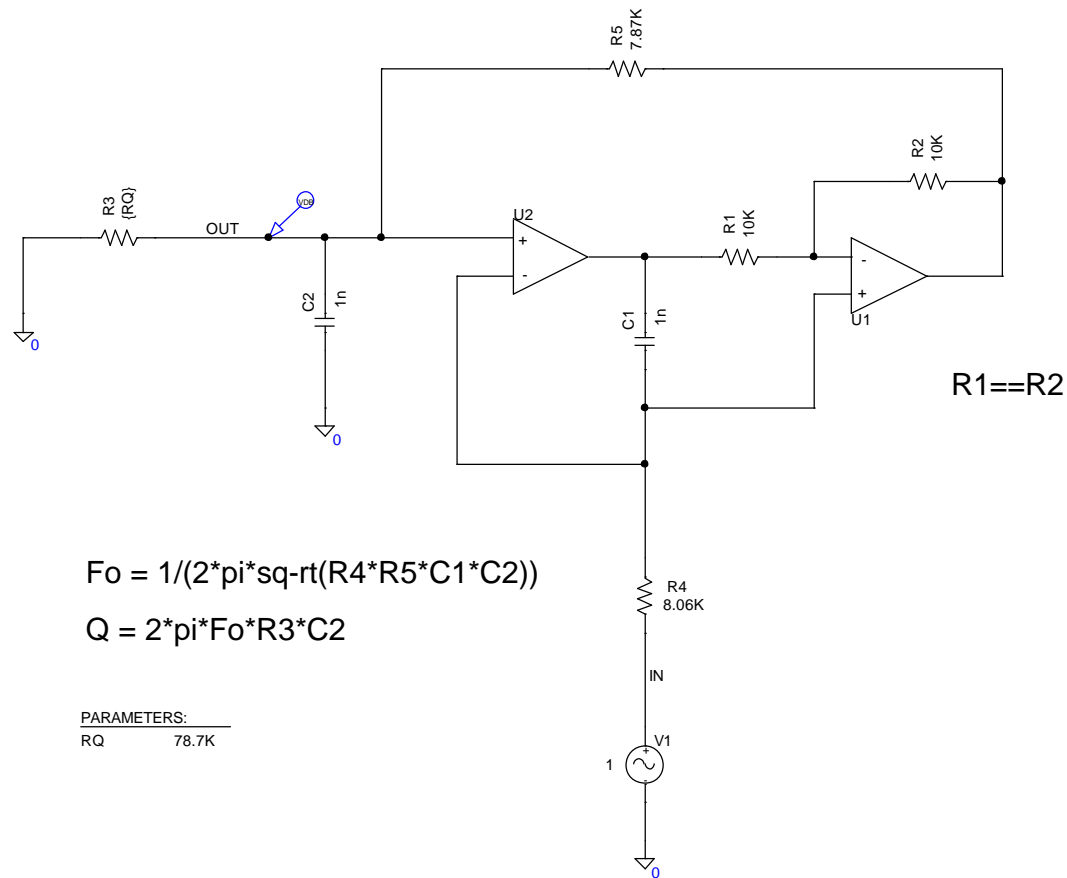 R5
7.87K
R2
10K
R3
{RQ}
VDB
OUT
U2
+
-
R1
10K
-
+
U1
C2
1n
C1
1n
0
0
R1==R2
Fo = 1/(2*pi*sq-rt(R4*R5*C1*C2))
Q = 2*pi*Fo*R3*C2
R4
8.06K
IN
PARAMETERS:
RQ 78.7K
V1
+
1
-
0